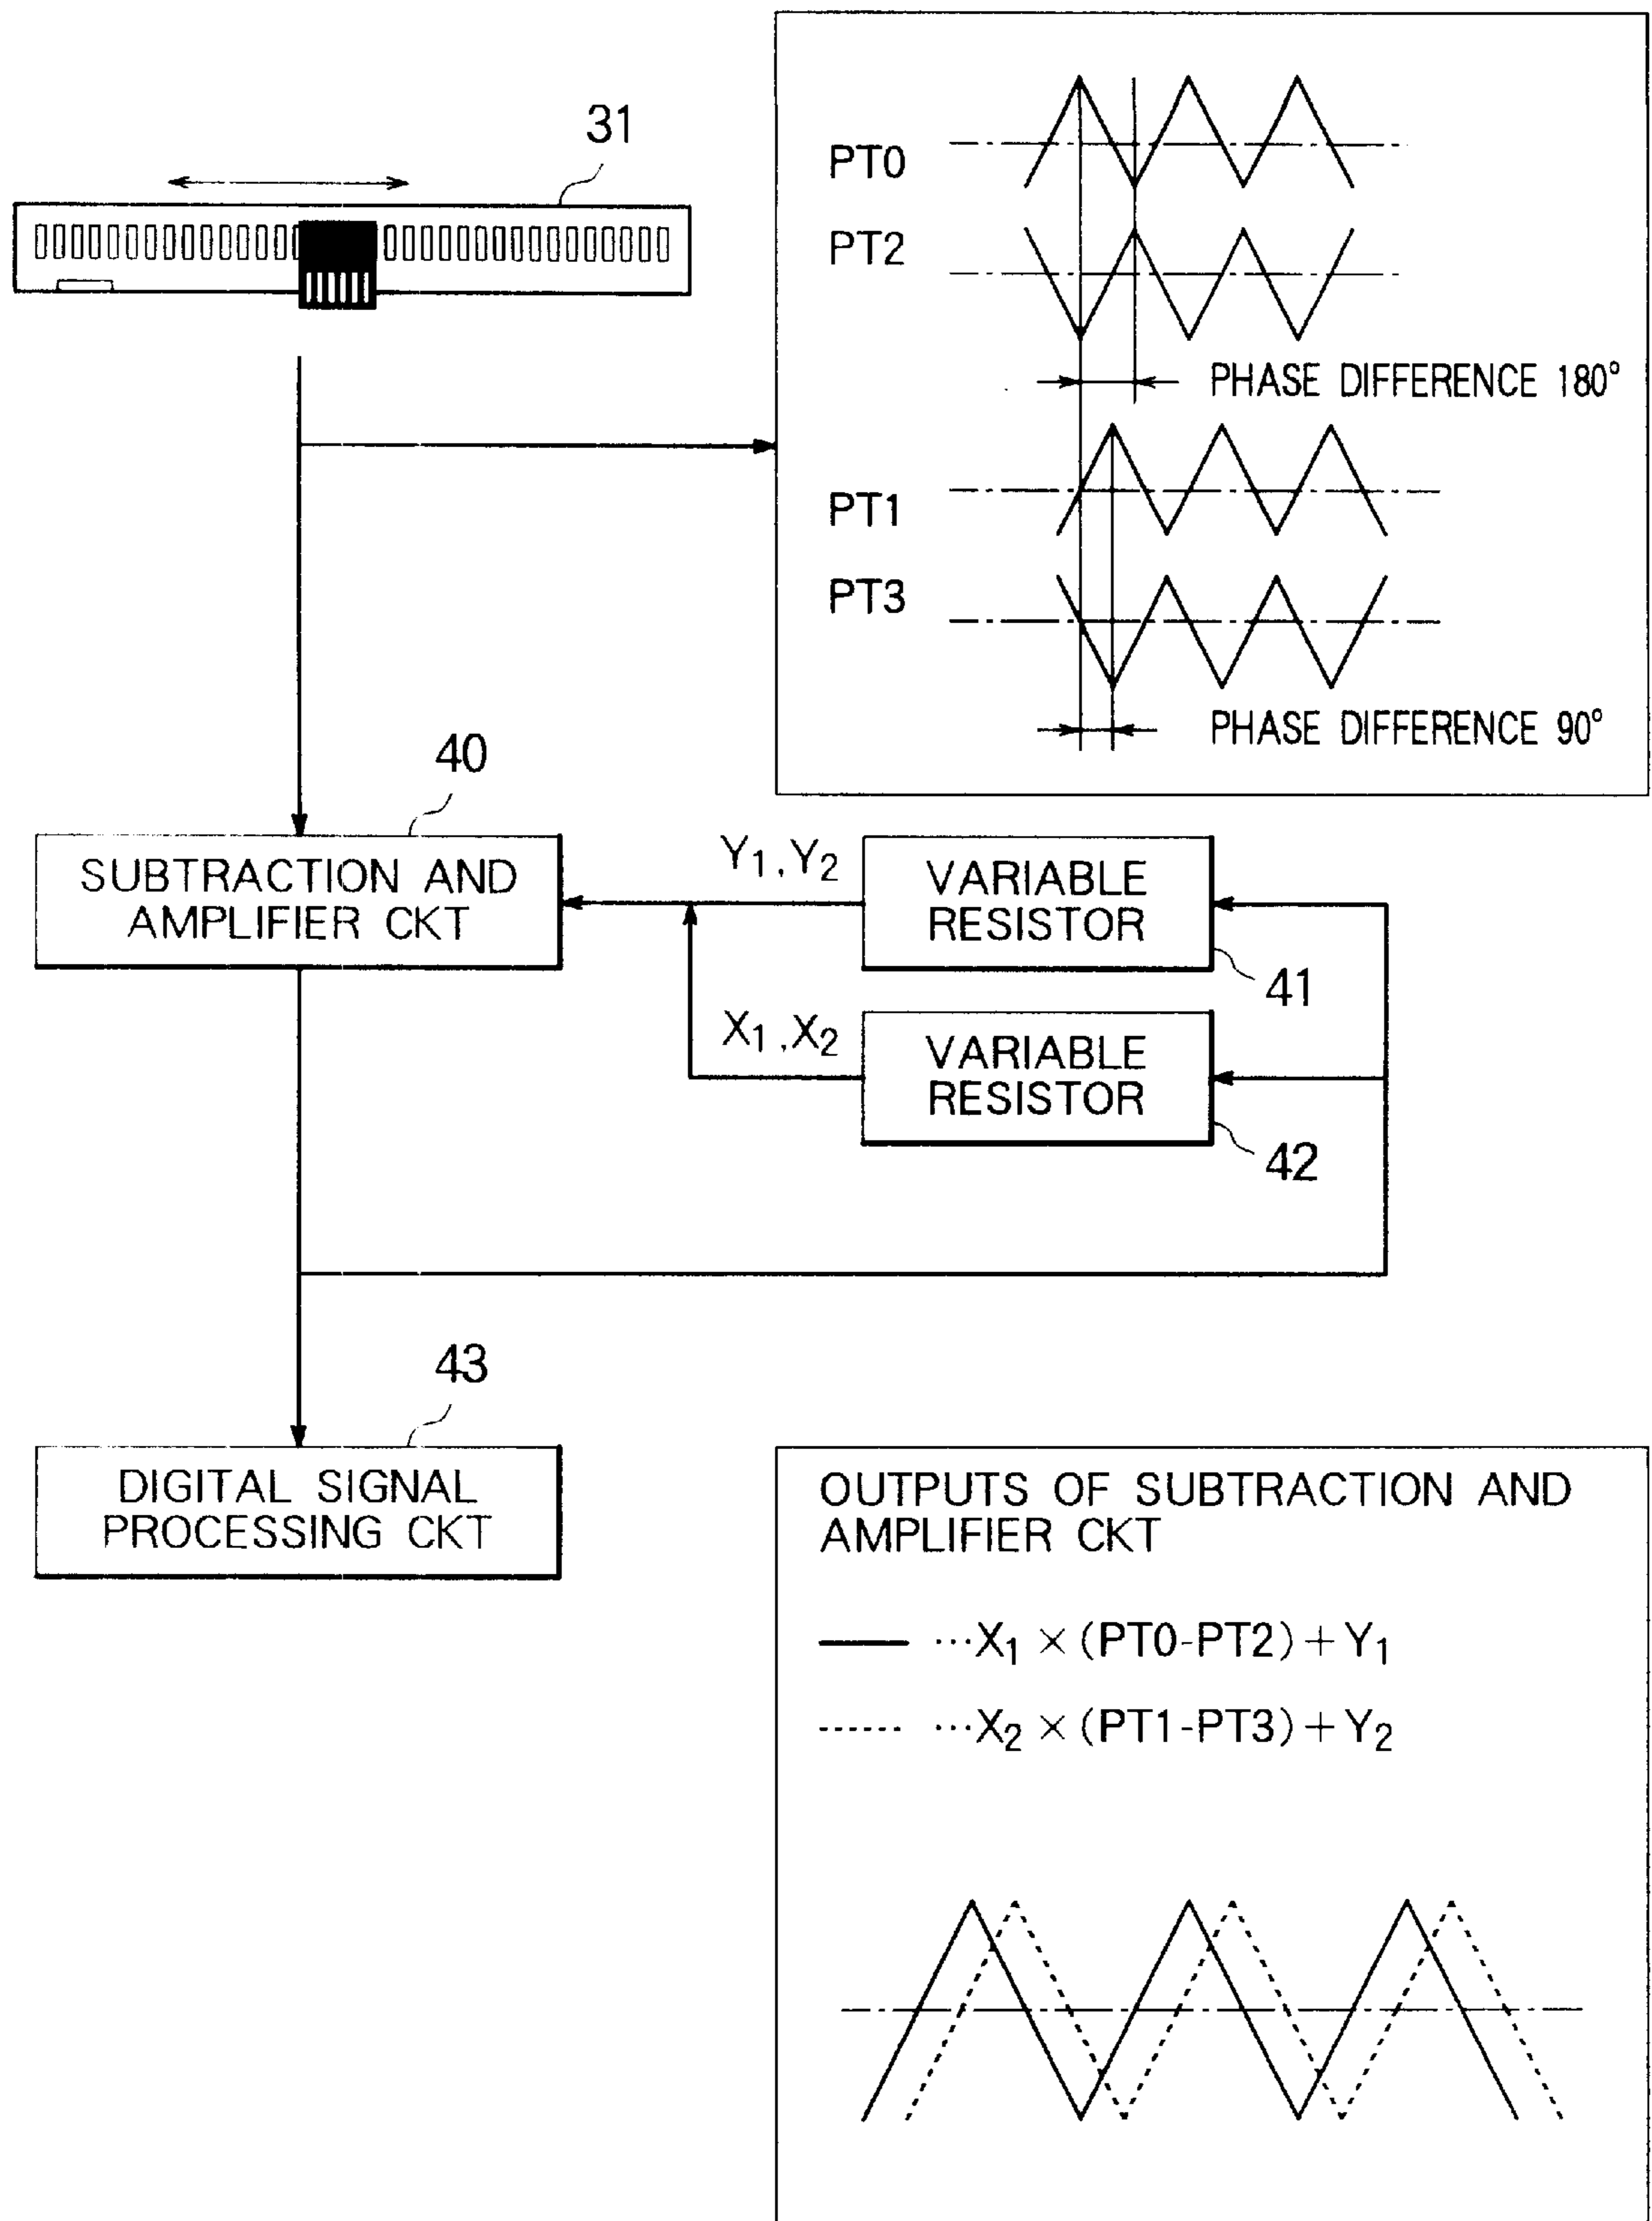 31
PT0
PT2
PHASE DIFFERENCE 180°
PT1
PT3
PHASE DIFFERENCE 90°
40
SUBTRACTION AND
AMPLIFIER CKT
Y1, Y2
VARIABLE
RESISTOR
41
X1, X2
VARIABLE
RESISTOR
42
43
DIGITAL SIGNAL
PROCESSING CKT
OUTPUTS OF SUBTRACTION AND
AMPLIFIER CKT
···X1 × (PT0-PT2) + Y1
···X2 × (PT1-PT3) + Y2